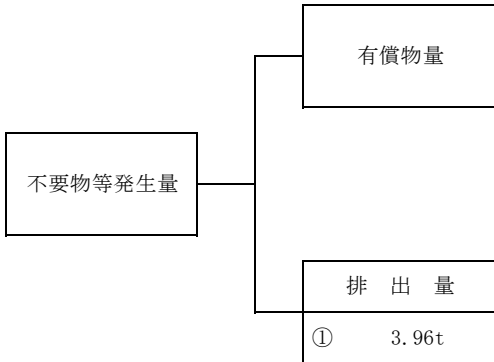 有償物量
不要物等発生量
排 出 量
① 3.96t